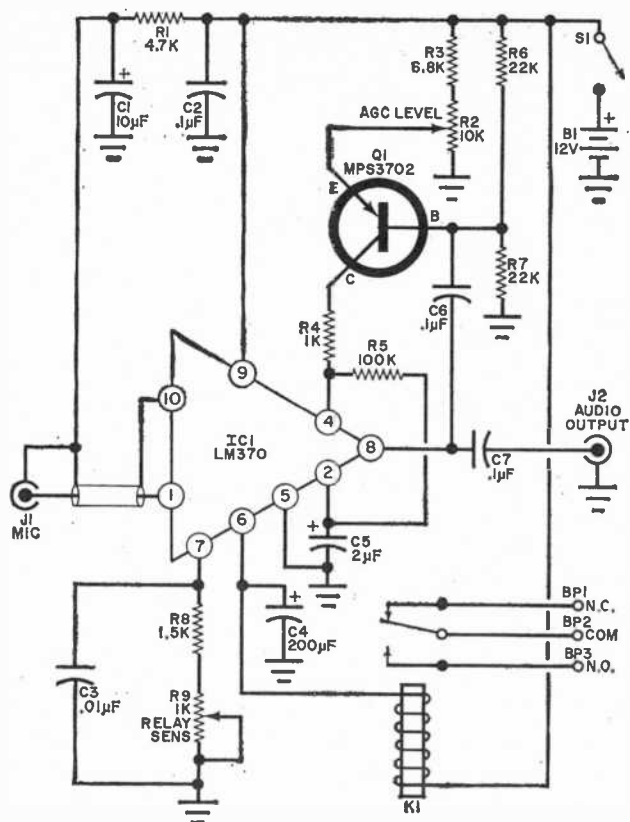 R1
4.7K
C1
10µF
C2
.1µF
R3
6.8K
R6
22K
S1
AGC LEVEL
R2
10K
B1
12V
+
+
Q1
MPS3702
E
B
C
R7
22K
C6
.1µF
R4
1K
R5
100K
9
10
4
IC1
LM370
8
J2
AUDIO
OUTPUT
C7
.1µF
J1
MIC
1
2
5
6
7
+
C5
2µF
R8
1.5K
+
C4
200µF
BP1
N.C.
BP2
COM
BP3
N.O.
C3
.01µF
R9
1K
RELAY
SENS
K1